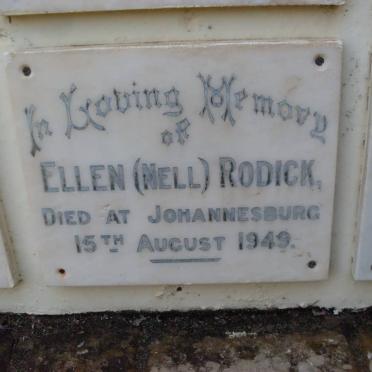 In Loving Memory
of
ELLEN (NELL) RODICK,
DIED AT JOHANNESBURG
15TH AUGUST 1949.